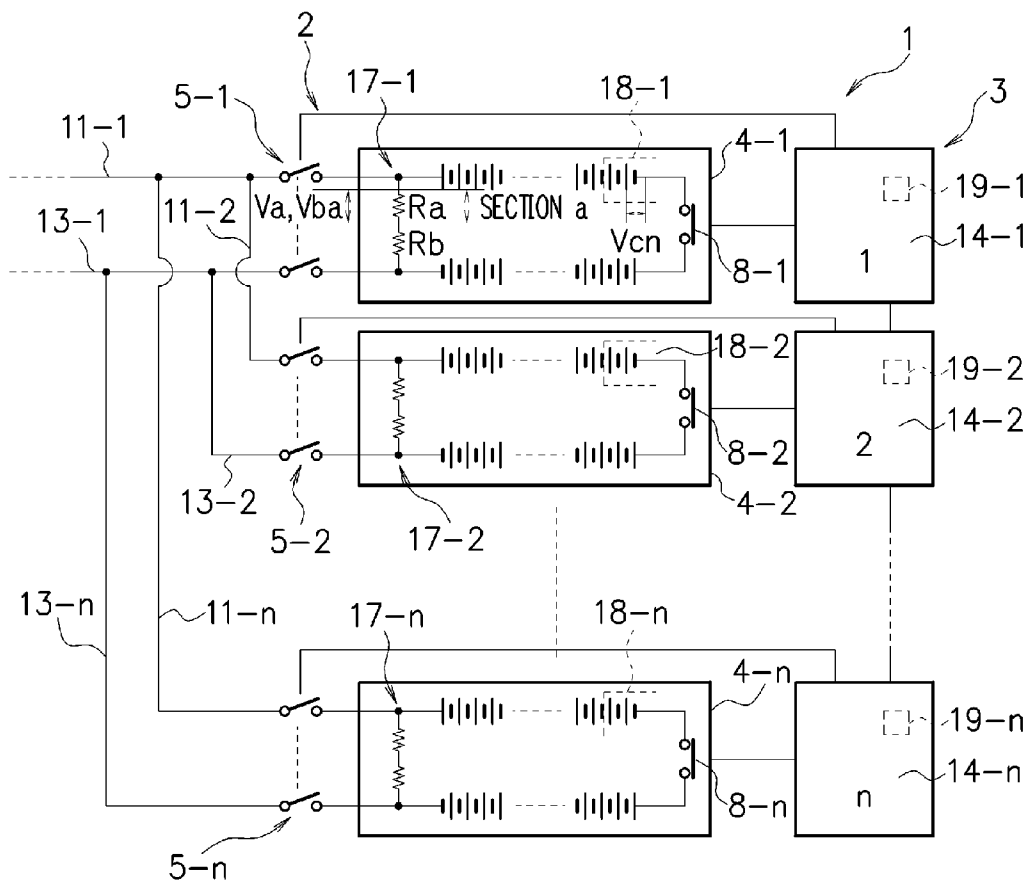 2
1
17-1
18-1
5-1
3
11-1
4-1
19-1
Va, Vba
Ra
SECTION a
11-2
13-1
Rb
Vcn
14-1
8-1
1
18-2
19-2
14-2
8-2
2
13-2
4-2
5-2
17-2
13-n
11-n
17-n
18-n
4-n
19-n
14-n
8-n
n
5-n